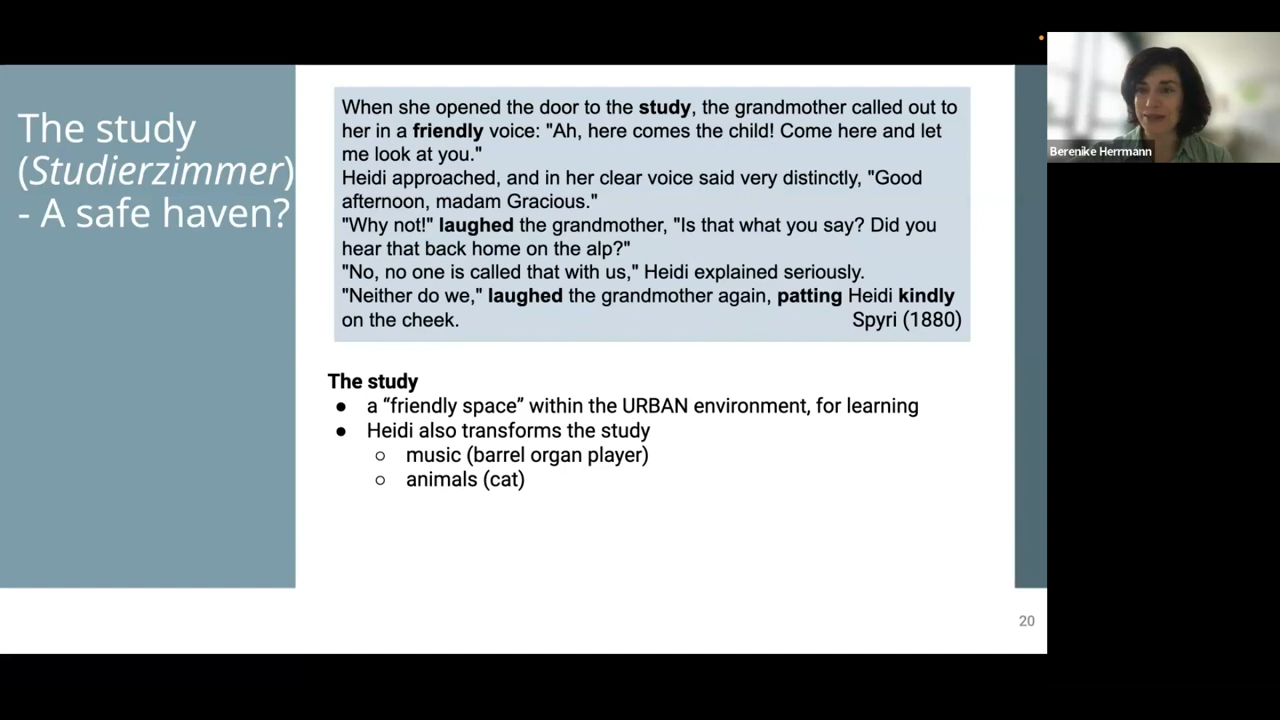 The study
(Studierzimmer)
- A safe haven?
When she opened the door to the study, the grandmother called out to
her in a friendly voice: "Ah, here comes the child! Come here and let
me look at you."
Heidi approached, and in her clear voice said very distinctly, "Good
afternoon, madam Gracious."
"Why not!" laughed the grandmother, "Is that what you say? Did you
hear that back home on the alp?"
"No, no one is called that with us," Heidi explained seriously.
"Neither do we," laughed the grandmother again, patting Heidi kindly
on the cheek. Spyri (1880)
The study
● a “friendly space” within the URBAN environment, for learning
● Heidi also transforms the study
○ music (barrel organ player)
○ animals (cat)
20
Berenike Herrmann